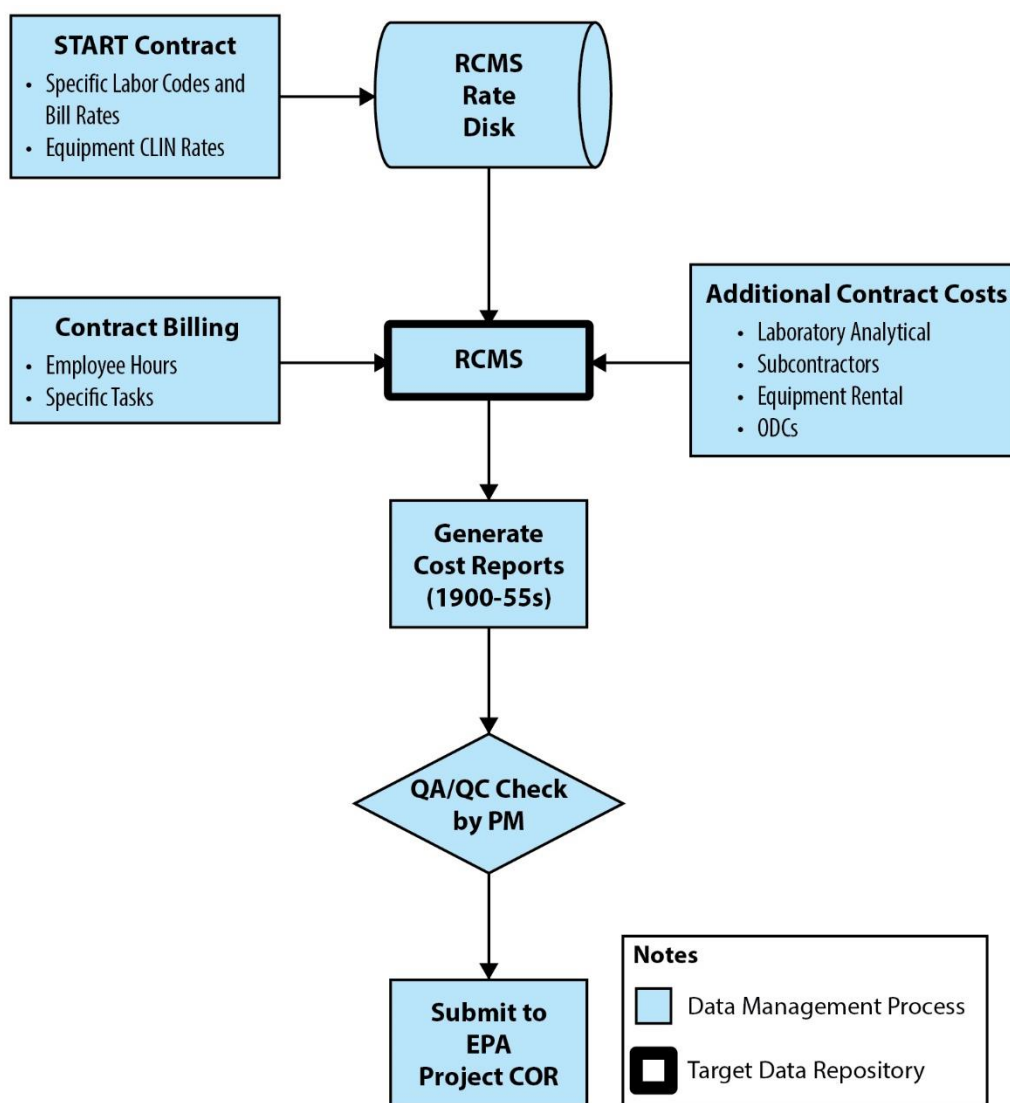 START Contract
• Specific Labor Codes and
Bill Rates
• Equipment CLIN Rates
RCMS
Rate
Disk
Contract Billing
• Employee Hours
• Specific Tasks
RCMS
Additional Contract Costs
• Laboratory Analytical
• Subcontractors
• Equipment Rental
• ODCs
Generate
Cost Reports
(1900-55s)
QA/QC Check
by PM
Submit to
EPA
Project COR
Notes
Data Management Process
Target Data Repository